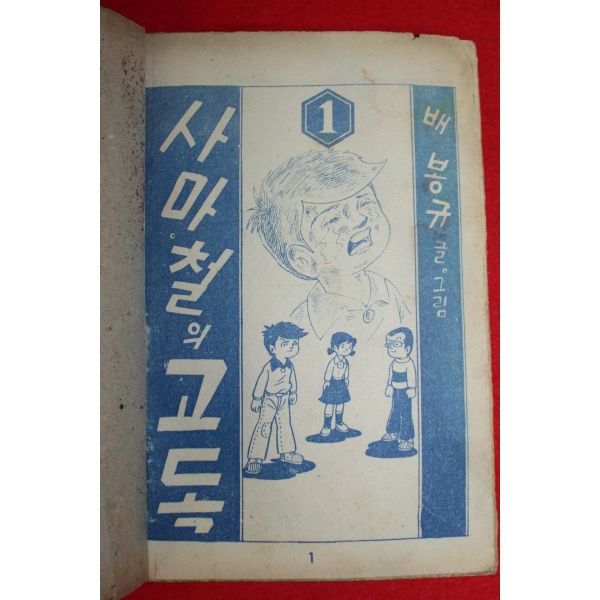 사마。철의 고독
1
배 봉규 글。그림
1